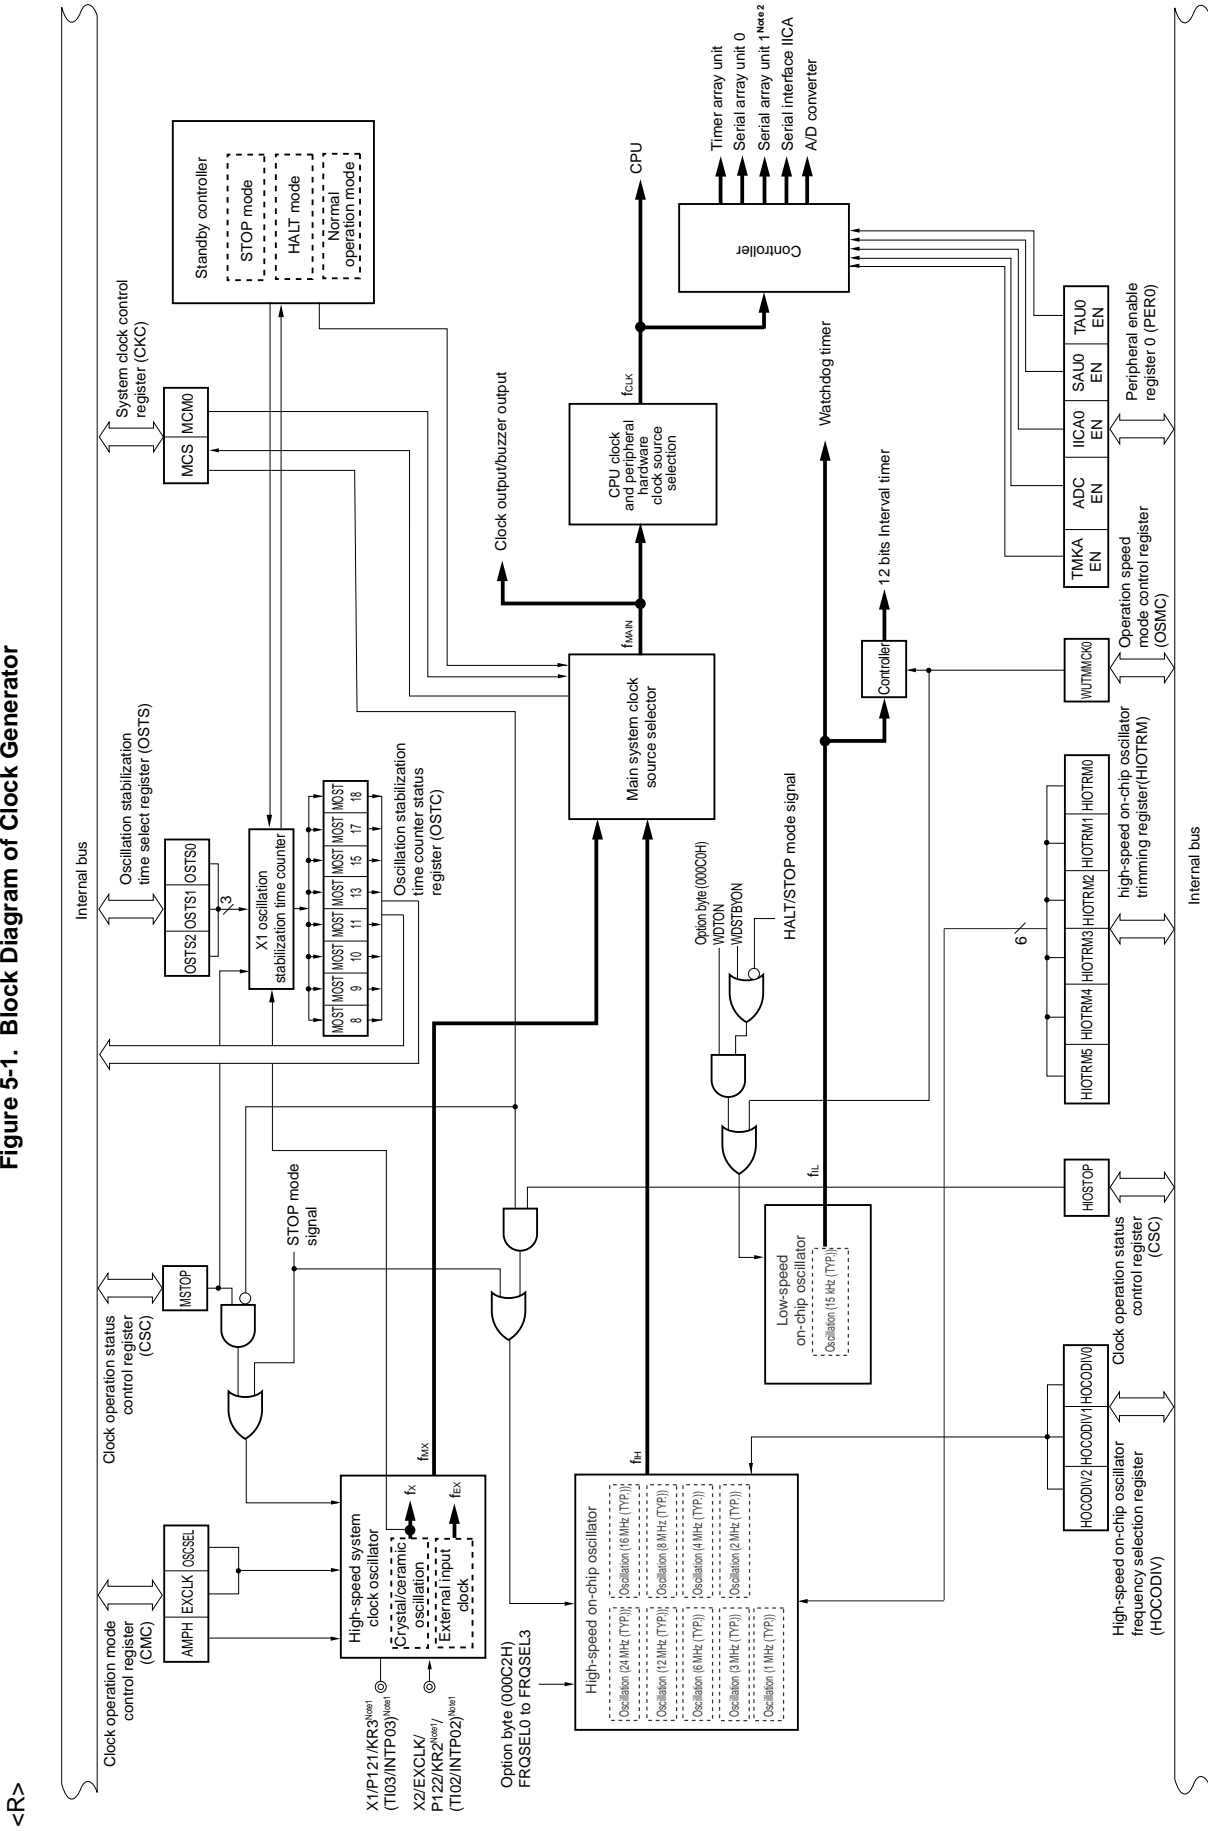 <R>
Figure 5-1. Block Diagram of Clock Generator
Internal bus
Clock operation mode
control register
(CMC)
AMPH EXCLK OSCSEL
Clock operation status
control register
(CSC)
MSTOP
STOP mode
signal
Oscillation stabilization
time select register (OSTS)
OSTS2 OSTS1 OSTS0
3
X1 oscillation
stabilization time counter
MOST MOST MOST MOST MOST MOST MOST MOST
8 9 10 11 13 15 17 18
Oscillation stabilization
time counter status
register (OSTC)
System clock control
register (CKC)
MCS MCM0
Standby controller
STOP mode
HALT mode
Normal
operation mode
X1/P121/KR3Note1
(TI03/INTP03)Note1
X2/EXCLK/
P122/KR2Note1/
(TI02/INTP02)Note1
High-speed system
clock oscillator
Crystal/ceramic
oscillation
External input
clock
fX
fEX
fMX
Main system clock
source selector
fMAIN
Clock output/buzzer output
CPU clock
and peripheral
hardware
clock source
selection
fCLK
CPU
Controller
Timer array unit
Serial array unit 0
Serial array unit 1Note 2
Serial interface IICA
A/D converter
Option byte (000C2H)
FRQSEL0 to FRQSEL3
High-speed on-chip oscillator
Oscillation (24 MHz (TYP.))
Oscillation (16 MHz (TYP.))
Oscillation (12 MHz (TYP.))
Oscillation (8 MHz (TYP.))
Oscillation (6 MHz (TYP.))
Oscillation (4 MHz (TYP.))
Oscillation (3 MHz (TYP.))
Oscillation (2 MHz (TYP.))
Oscillation (1 MHz (TYP.))
fIH
Option byte (000C0H)
WDTON
WDSTBYON
HALT/STOP mode signal
Low-speed
on-chip oscillator
Oscillation (15 kHz (TYP.))
fIL
Watchdog timer
Controller
12 bits Interval timer
6
HOCODIV2 HOCODIV1 HOCODIV0
High-speed on-chip oscillator
frequency selection register
(HOCODIV)
HIOSTOP
Clock operation status
control register
(CSC)
HIOTRM5 HIOTRM4 HIOTRM3 HIOTRM2 HIOTRM1 HIOTRM0
high-speed on-chip oscillator
trimming register(HIOTRM)
WUTMMCK0
Operation speed
mode control register
(OSMC)
TMKA ADC IICA0 SAU0 TAU0
EN EN EN EN EN
Peripheral enable
register 0 (PER0)
Internal bus